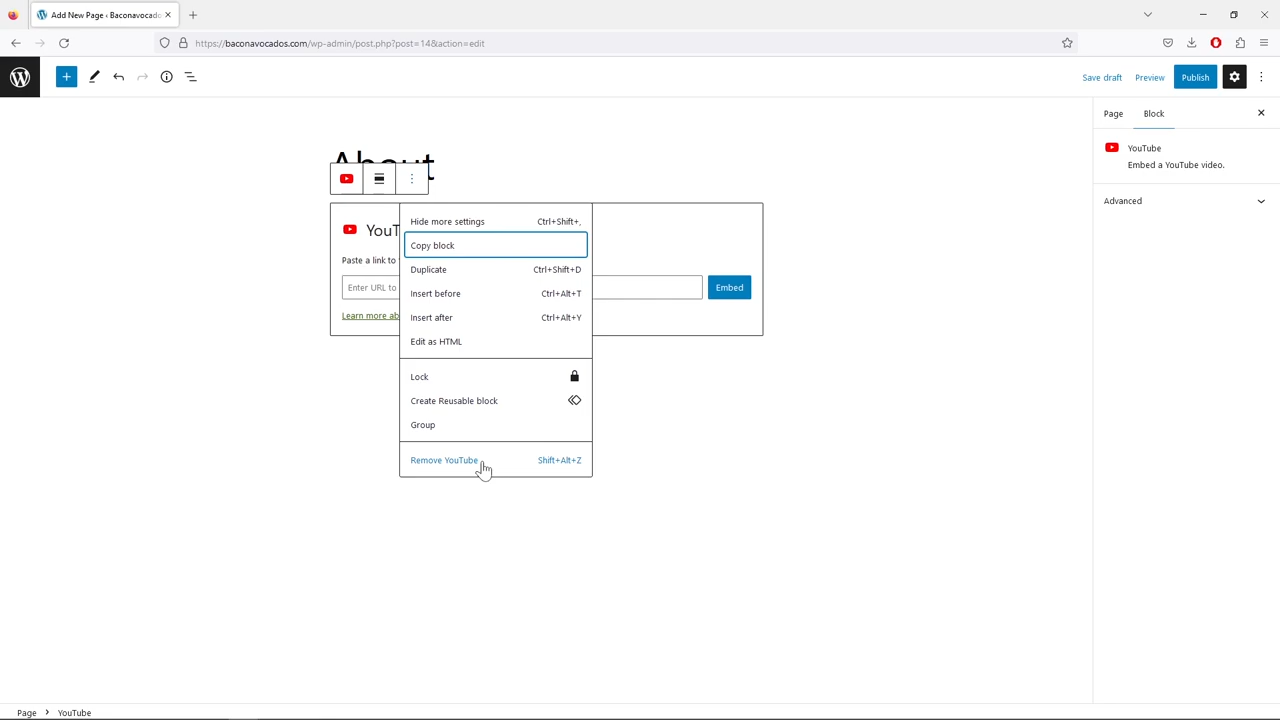 Add New Page ‹ Baconavocado
https://baconavocados.com/wp-admin/post.php?post=14&action=edit
Save draft
Preview
Publish
Page
Block
YouTube
Embed a YouTube video.
Advanced
About
YouT
Paste a link to
Enter URL to
Embed
Learn more ab
Hide more settings Ctrl+Shift+,
Copy block
Duplicate Ctrl+Shift+D
Insert before Ctrl+Alt+T
Insert after Ctrl+Alt+Y
Edit as HTML
Lock
Create Reusable block
Group
Remove YouTube Shift+Alt+Z
Page > YouTube